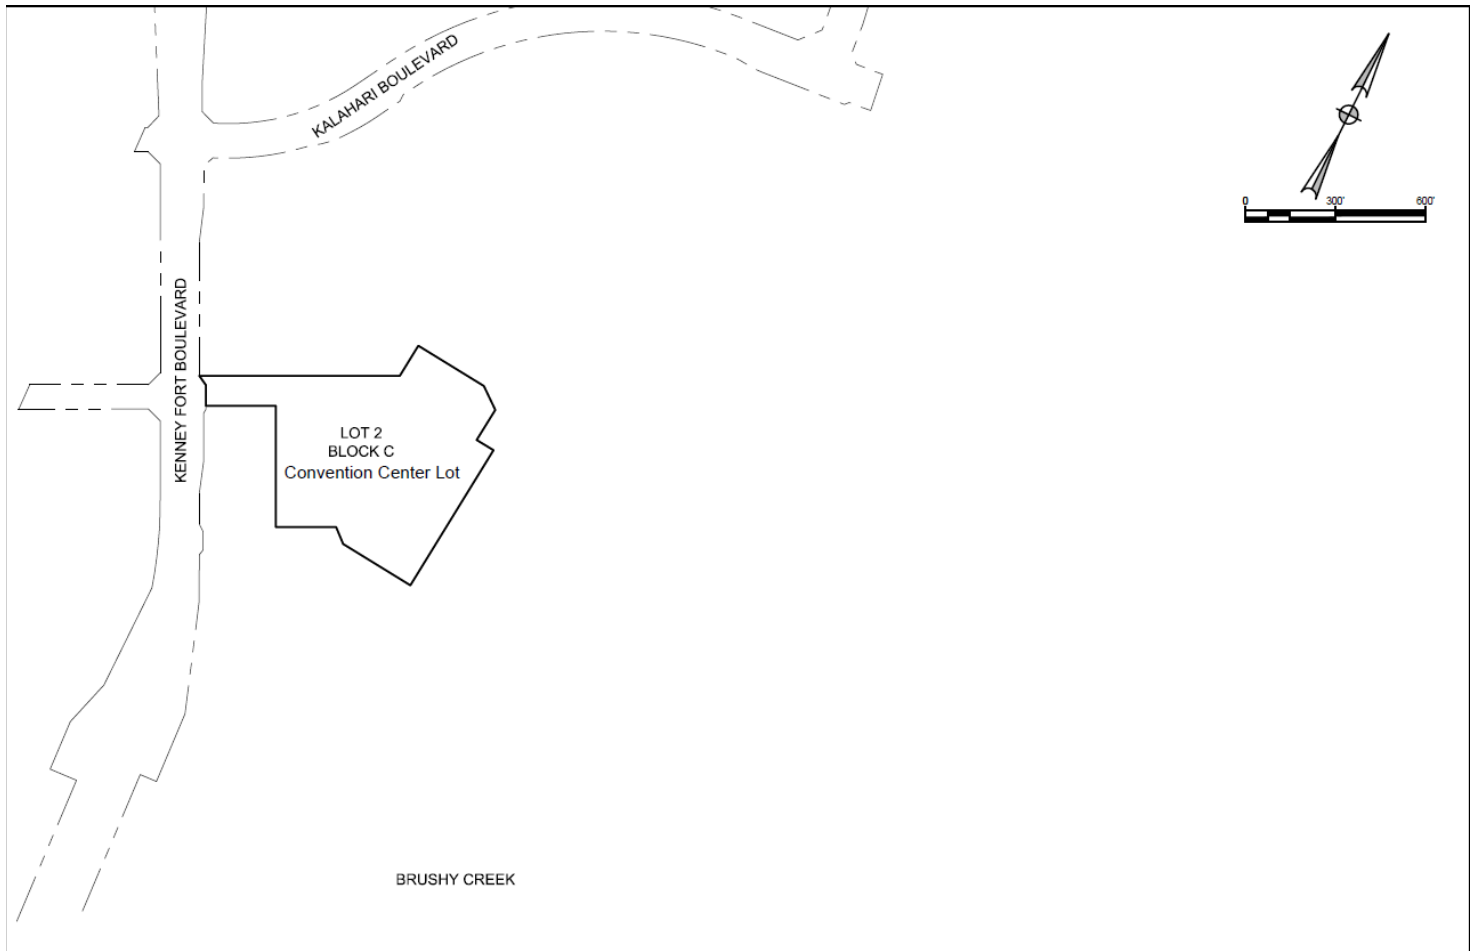 KALAHARI BOULEVARD
0 300' 600'
KENNEY FORT BOULEVARD
LOT 2
BLOCK C
Convention Center Lot
BRUSHY CREEK